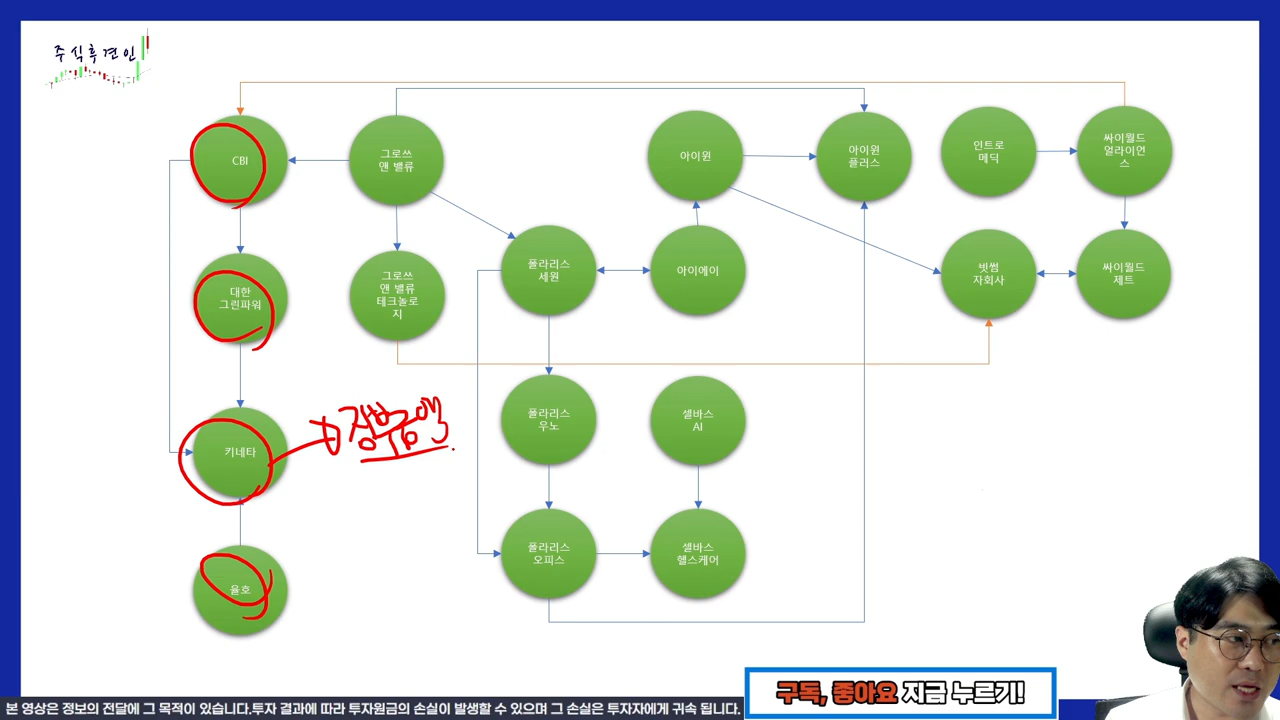 주식후견인
CBI
그로쓰
앤 밸류
아이윈
아이윈
플러스
인트로
메딕
싸이월드
얼라이언
스
대한
그린파워
그로쓰
앤 밸류
테크놀로
지
폴라리스
세원
아이에이
빗썸
자회사
싸이월드
제트
키네타
폴라리스
우노
셀바스
AI
율호
폴라리스
오피스
셀바스
헬스케어
구독, 좋아요 지금 누르기!
본 영상은 정보의 전달에 그 목적이 있습니다.투자 결과에 따라 투자원금의 손실이 발생할 수 있으며 그 손실은 투자자에게 귀속 됩니다.